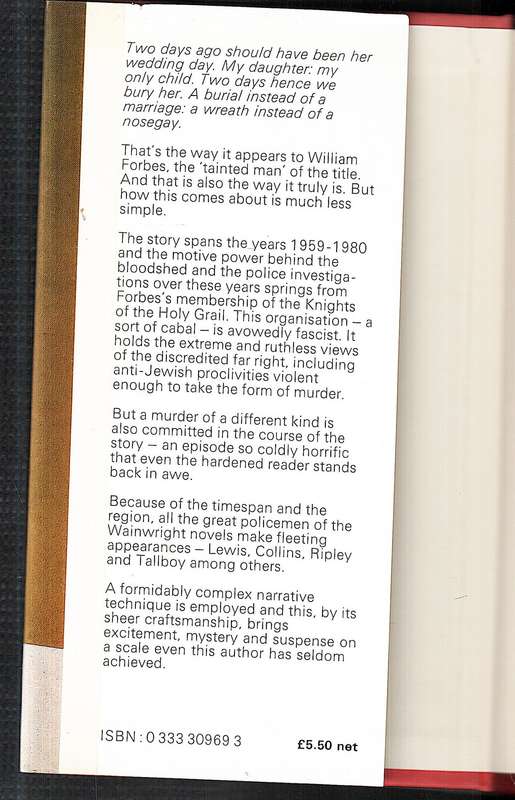 Two days ago should have been her
wedding day. My daughter: my
only child. Two days hence we
bury her. A burial instead of a
marriage: a wreath instead of a
nosegay.
That's the way it appears to William
Forbes, the 'tainted man' of the title.
And that is also the way it truly is. But
how this comes about is much less
simple.
The story spans the years 1959-1980
and the motive power behind the
bloodshed and the police investiga-
tions over these years springs from
Forbes's membership of the Knights
of the Holy Grail. This organisation – a
sort of cabal – is avowedly fascist. It
holds the extreme and ruthless views
of the discredited far right, including
anti-Jewish proclivities violent
enough to take the form of murder.
But a murder of a different kind is
also committed in the course of the
story – an episode so coldly horrific
that even the hardened reader stands
back in awe.
Because of the timespan and the
region, all the great policemen of the
Wainwright novels make fleeting
appearances – Lewis, Collins, Ripley
and Tallboy among others.
A formidably complex narrative
technique is employed and this, by its
sheer craftsmanship, brings
excitement, mystery and suspense on
a scale even this author has seldom
achieved.
ISBN : 0 333 30969 3
£5.50 net